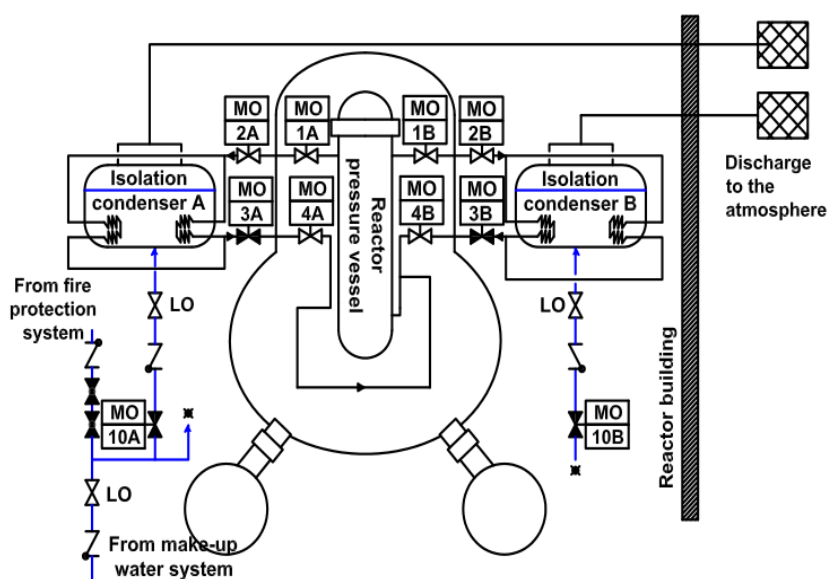 MO
2A
MO
1A
MO
1B
MO
2B
Isolation
condenser A
MO
3A
MO
4A
Reactor
pressure vessel
MO
4B
MO
3B
Isolation
condenser B
Discharge
to the
atmosphere
From fire
protection
system
LO
LO
MO
10A
MO
10B
Reactor building
LO
From make-up
water system